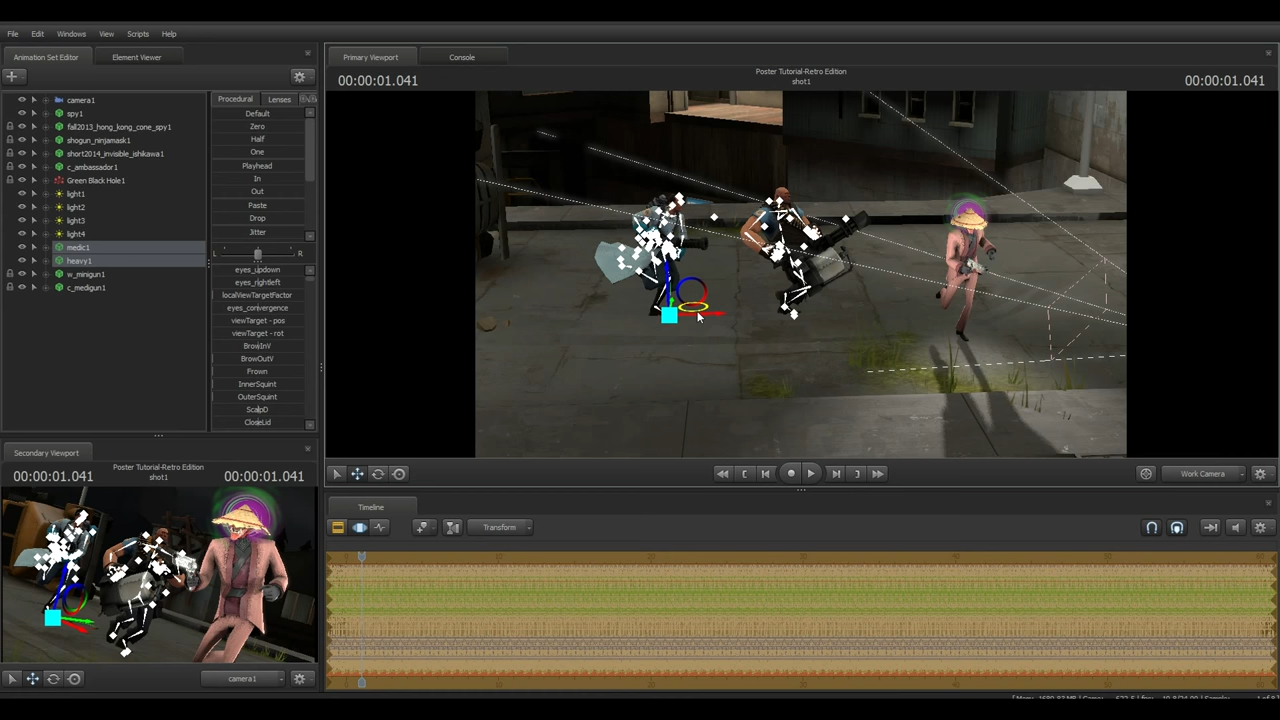 File Edit Windows View Scripts Help
Animation Set Editor Element Viewer
Primary Viewport Console
00:00:01.041 Poster Tutorial-Retro Edition 00:00:01.041
shot1
camera1
spy1
fall2013_hong_kong_cone_spy1
shogun_ninjamask1
short2014_invisible_ishikawa1
c_ambassador1
Green Black Hole1
light1
light2
light3
light4
medic1
heavy1
w_minigun1
c_medigun1
Procedural Lenses
Default
Zero
Half
One
Playhead
In
Out
Paste
Drop
Jitter
L R
eyes_updown
eyes_rightleft
localViewTargetFactor
eyes_convergence
viewTarget - pos
viewTarget - rot
BrowInV
BrowOutV
Frown
InnerSquint
OuterSquint
ScalpD
CloseLid
Work Camera
Secondary Viewport
00:00:01.041 Poster Tutorial-Retro Edition 00:00:01.041
shot1
camera1
Timeline
Transform